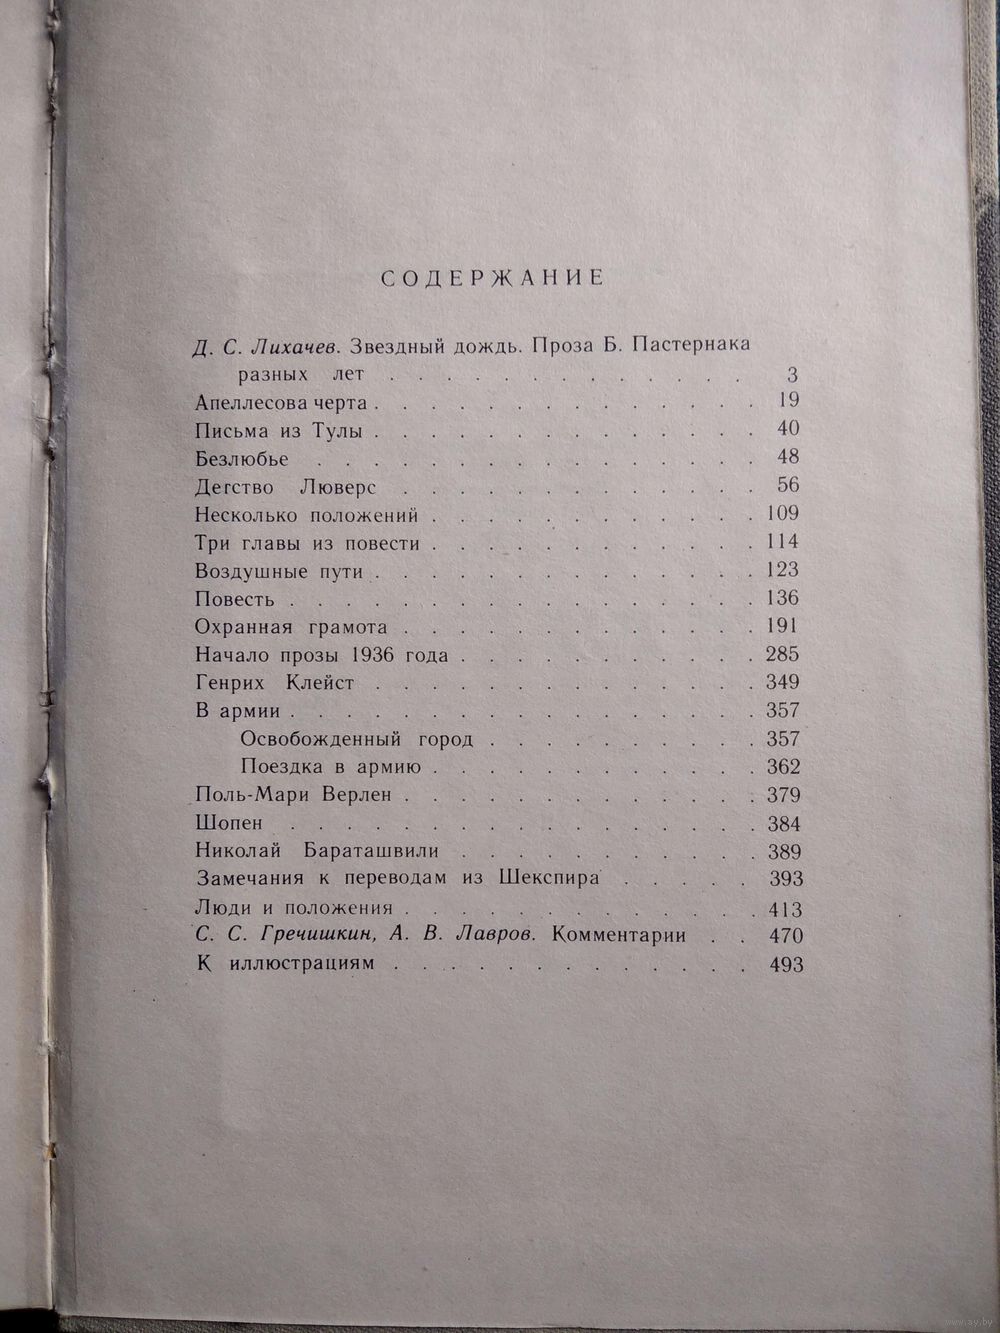 СОДЕРЖАНИЕ
Д. С. Лихачев. Звездный дождь. Проза Б. Пастернака
разных лет . . . . . . . . . . . . . 3
Апеллесова черта . . . . . . . . . . . . . . 19
Письма из Тулы . . . . . . . . . . . . . . 40
Безлюбье . . . . . . . . . . . . . . . . 48
Детство Люверс . . . . . . . . . . . . . 56
Несколько положений . . . . . . . . . . . . 109
Три главы из повести . . . . . . . . . . . . 114
Воздушные пути . . . . . . . . . . . . . . 123
Повесть . . . . . . . . . . . . . . . . . 136
Охранная грамота . . . . . . . . . . . . . 191
Начало прозы 1936 года . . . . . . . . . . . 285
Генрих Клейст . . . . . . . . . . . . . . 349
В армии . . . . . . . . . . . . . . . . . 357
Освобожденный город . . . . . . . . . . 357
Поездка в армию . . . . . . . . . . . . 362
Поль-Мари Верлен . . . . . . . . . . . . . 379
Шопен . . . . . . . . . . . . . . . . . 384
Николай Бараташвили . . . . . . . . . . . 389
Замечания к переводам из Шекспира . . . . . 393
Люди и положения . . . . . . . . . . . . . 413
С. С. Гречишкин, А. В. Лавров. Комментарии . . 470
К иллюстрациям . . . . . . . . . . . . . 493
www.ay.by